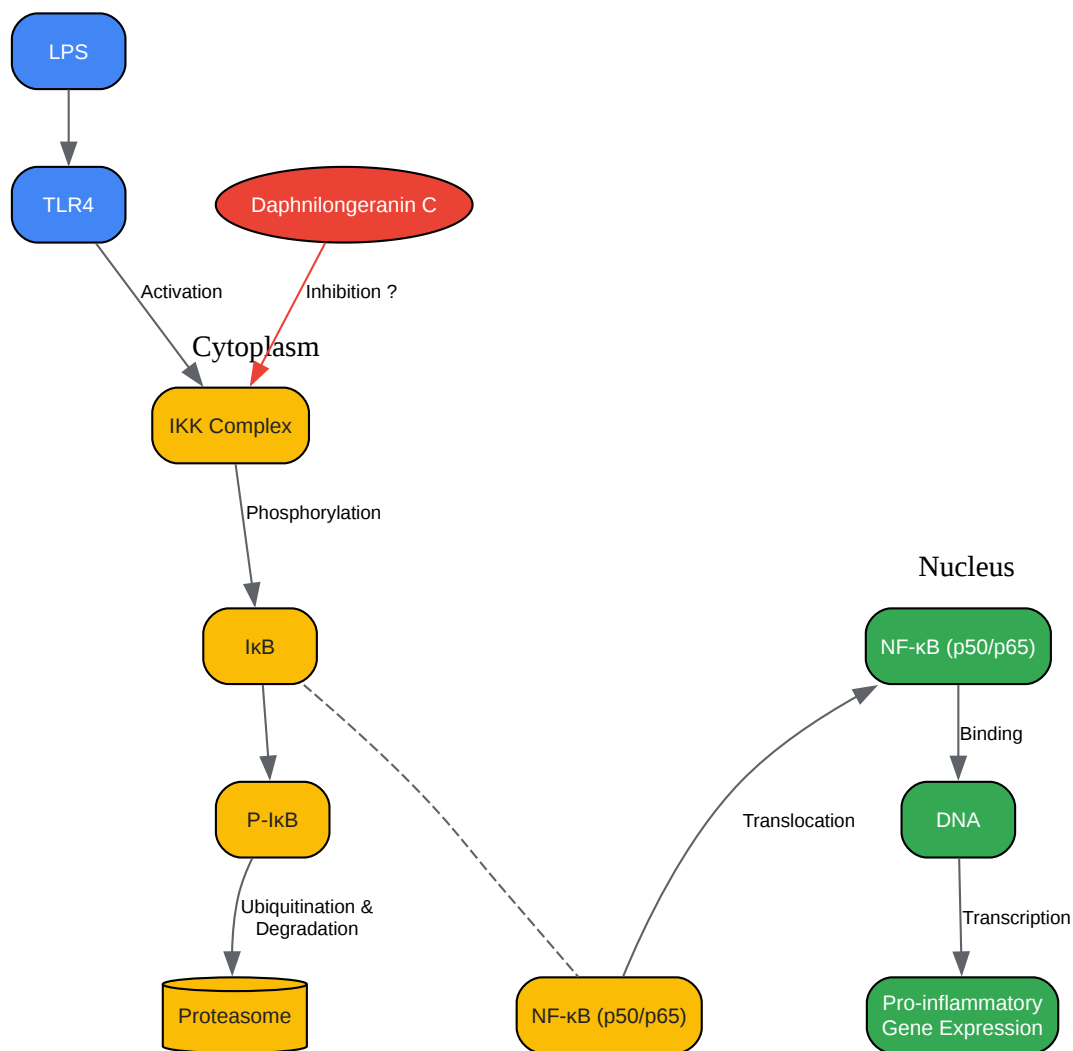 LPS
TLR4
Daphnilongeranin C
Activation
Inhibition ?
Cytoplasm
IKK Complex
Phosphorylation
Nucleus
IκB
NF-κB (p50/p65)
Binding
P-IκB
Translocation
DNA
Ubiquitination &
Degradation
Transcription
Proteasome
NF-κB (p50/p65)
Pro-inflammatory
Gene Expression